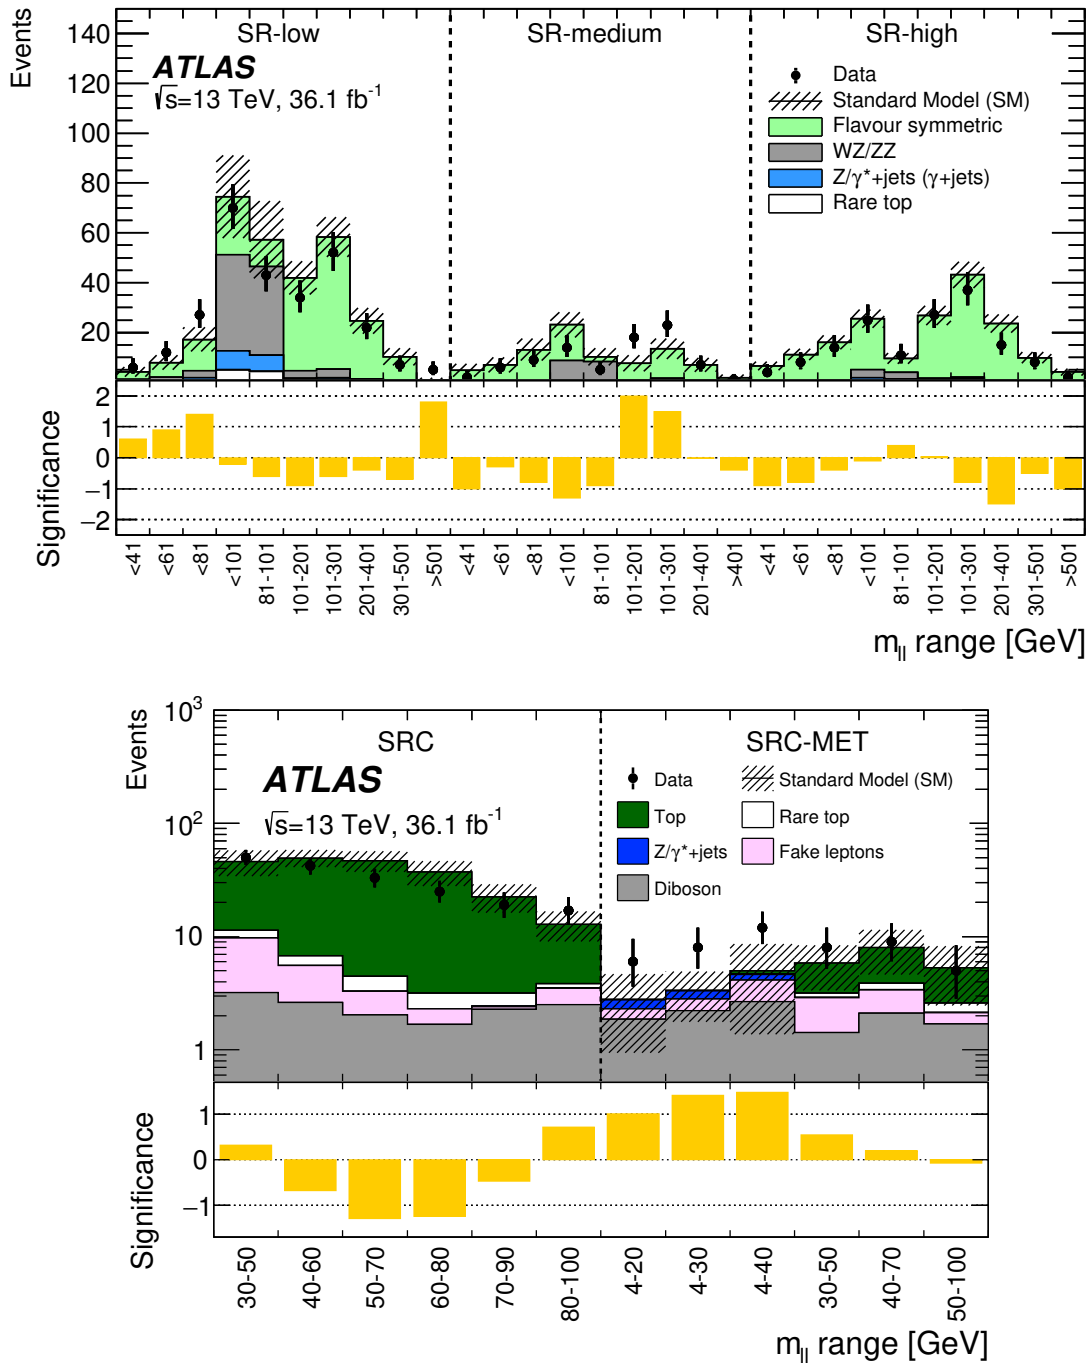 Events
140
120
100
80
60
40
20
SR-low
SR-medium
SR-high
ATLAS
√s=13 TeV, 36.1 fb⁻¹
Data
Standard Model (SM)
Flavour symmetric
WZ/ZZ
Z/γ*+jets (γ+jets)
Rare top
Significance
2
1
0
−1
−2
<41
<61
<81
<101
81-101
101-201
101-301
201-401
301-501
>501
<41
<61
<81
<101
81-101
101-201
101-301
201-401
>401
<41
<61
<81
<101
81-101
101-201
101-301
201-401
301-501
>501
m_ll range [GeV]
Events
10³
10²
10
1
SRC
SRC-MET
ATLAS
√s=13 TeV, 36.1 fb⁻¹
Data
Standard Model (SM)
Top
Rare top
Z/γ*+jets
Fake leptons
Diboson
Significance
1
0
−1
30-50
40-60
50-70
60-80
70-90
80-100
4-20
4-30
4-40
30-50
40-70
50-100
m_ll range [GeV]